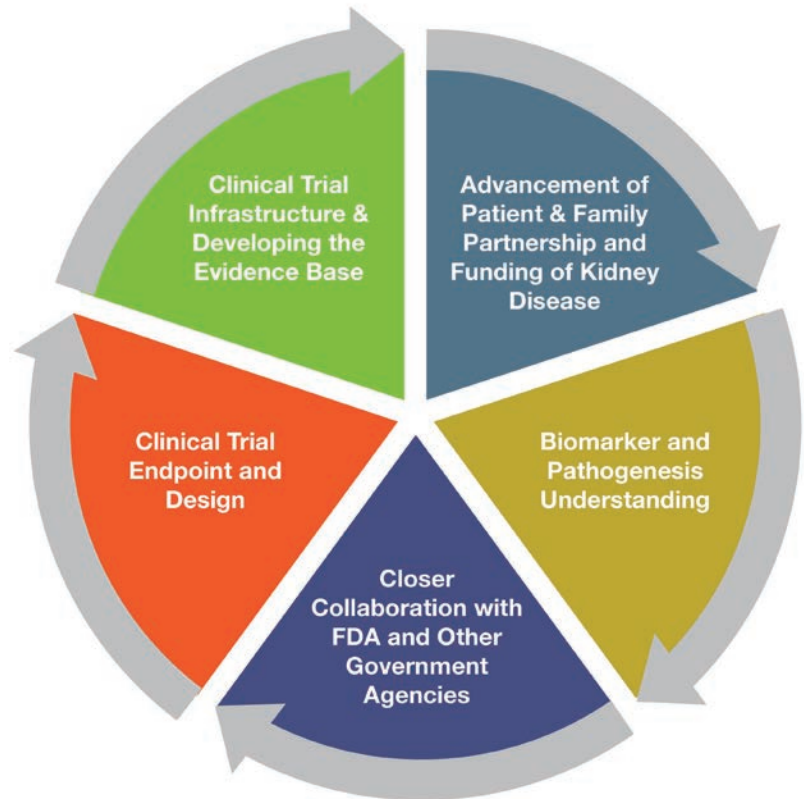 Clinical Trial
Infrastructure &
Developing the
Evidence Base
Advancement of
Patient & Family
Partnership and
Funding of Kidney
Disease
Clinical Trial
Endpoint and
Design
Biomarker and
Pathogenesis
Understanding
Closer
Collaboration with
FDA and Other
Government
Agencies